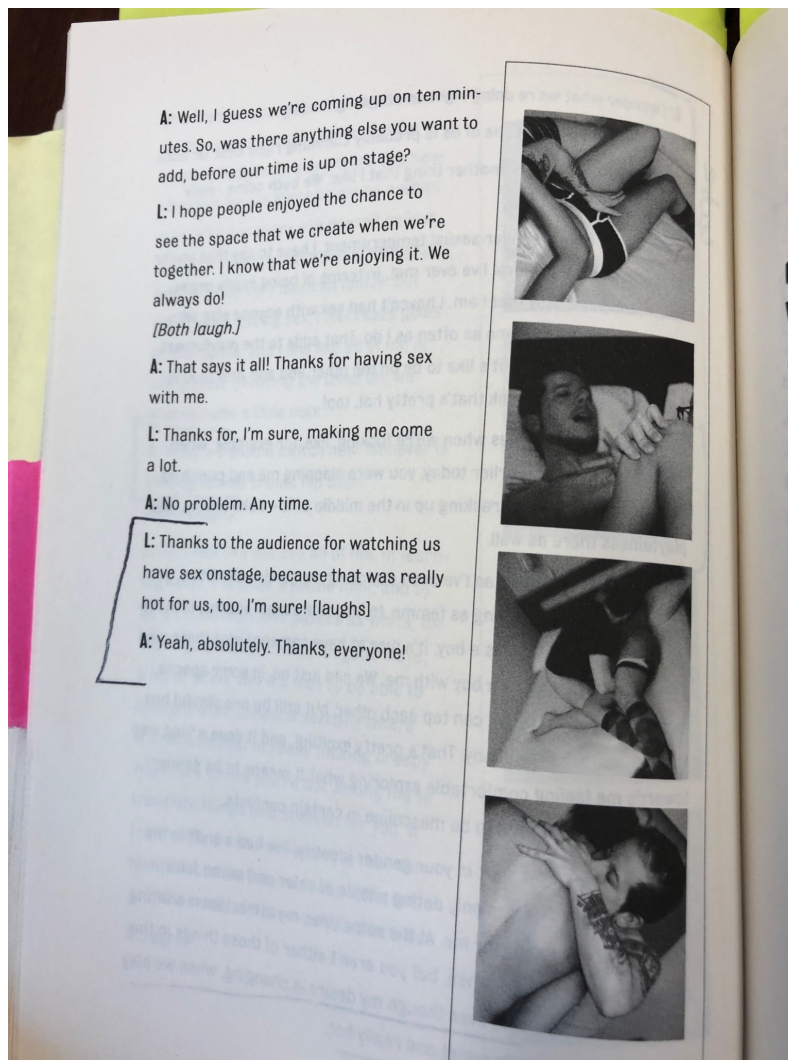 A: Well, I guess we're coming up on ten min-
utes. So, was there anything else you want to
add, before our time is up on stage?
L: I hope people enjoyed the chance to
see the space that we create when we're
together. I know that we're enjoying it. We
always do!
[Both laugh.]
A: That says it all! Thanks for having sex
with me.
L: Thanks for, I'm sure, making me come
a lot.
A: No problem. Any time.
L: Thanks to the audience for watching us
have sex onstage, because that was really
hot for us, too, I'm sure! [laughs]
A: Yeah, absolutely. Thanks, everyone!